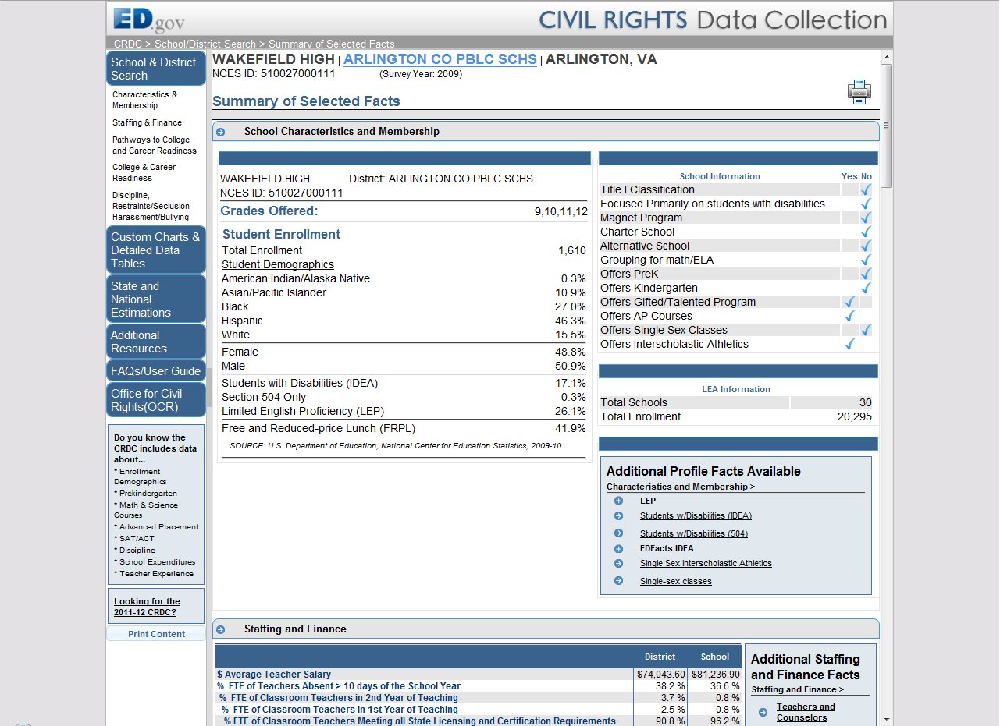 ED.gov
CIVIL RIGHTS Data Collection
CRDC > School/District Search > Summary of Selected Facts
School & District
Search
Characteristics &
Membership
Staffing & Finance
Pathways to College
and Career Readiness
College & Career
Readiness
Discipline,
Restraints/Seclusion
Harassment/Bullying
Custom Charts &
Detailed Data
Tables
State and
National
Estimations
Additional
Resources
FAQs/User Guide
Office for Civil
Rights(OCR)
Do you know the
CRDC includes data
about...
* Enrollment
Demographics
* Prekindergarten
* Math & Science
Courses
* Advanced Placement
* SAT/ACT
* Discipline
* School Expenditures
* Teacher Experience
Looking for the
2011-12 CRDC?
Print Content
WAKEFIELD HIGH | ARLINGTON CO PBLC SCHS | ARLINGTON, VA
NCES ID: 510027000111 (Survey Year: 2009)
Summary of Selected Facts
School Characteristics and Membership
WAKEFIELD HIGH District: ARLINGTON CO PBLC SCHS
NCES ID: 510027000111
Grades Offered: 9,10,11,12
Student Enrollment
Total Enrollment 1,610
Student Demographics
American Indian/Alaska Native 0.3%
Asian/Pacific Islander 10.9%
Black 27.0%
Hispanic 46.3%
White 15.5%
Female 48.8%
Male 50.9%
Students with Disabilities (IDEA) 17.1%
Section 504 Only 0.3%
Limited English Proficiency (LEP) 26.1%
Free and Reduced-price Lunch (FRPL) 41.9%
SOURCE: U.S. Department of Education, National Center for Education Statistics, 2009-10.
School Information Yes No
Title I Classification
Focused Primarily on students with disabilities
Magnet Program
Charter School
Alternative School
Grouping for math/ELA
Offers PreK
Offers Kindergarten
Offers Gifted/Talented Program
Offers AP Courses
Offers Single Sex Classes
Offers Interscholastic Athletics
LEA Information
Total Schools 30
Total Enrollment 20,295
Additional Profile Facts Available
Characteristics and Membership >
LEP
Students w/Disabilities (IDEA)
Students w/Disabilities (504)
EDFacts IDEA
Single Sex Interscholastic Athletics
Single-sex classes
Staffing and Finance
District School
$ Average Teacher Salary $74,043.60 $81,236.90
% FTE of Teachers Absent > 10 days of the School Year 38.2 % 36.6 %
% FTE of Classroom Teachers in 2nd Year of Teaching 3.7 % 0.8 %
% FTE of Classroom Teachers in 1st Year of Teaching 2.5 % 0.8 %
% FTE of Classroom Teachers Meeting all State Licensing and Certification Requirements 90.8 % 96.2 %
Additional Staffing
and Finance Facts
Staffing and Finance >
Teachers and
Counselors